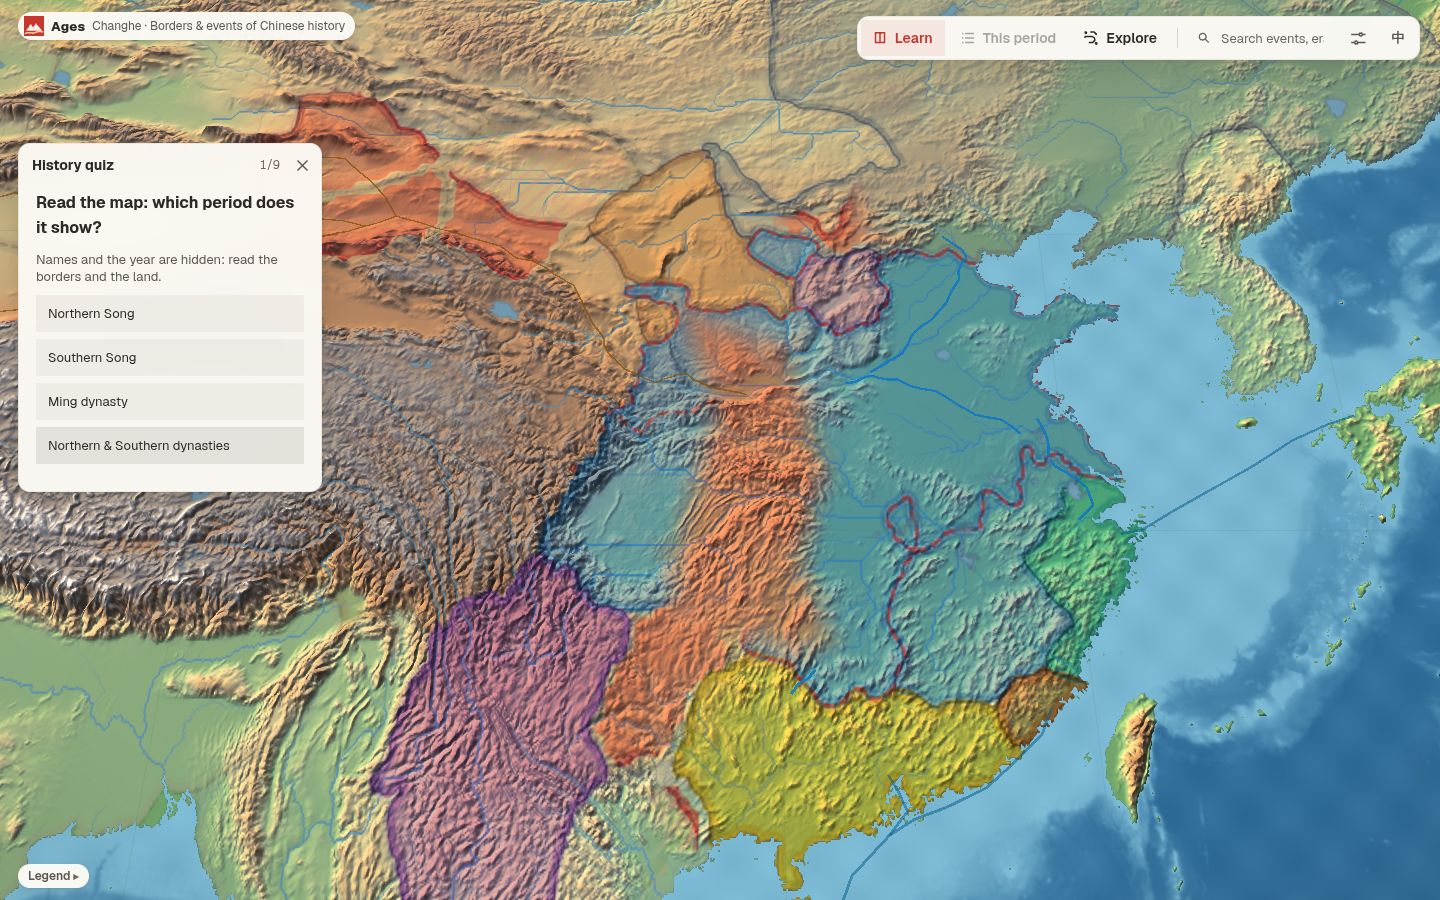 Ages Changhe · Borders & events of Chinese history
Learn
This period
Explore
Search events, er
中
History quiz
1/9
Read the map: which period does
it show?
Names and the year are hidden: read the
borders and the land.
Northern Song
Southern Song
Ming dynasty
Northern & Southern dynasties
Legend ▸